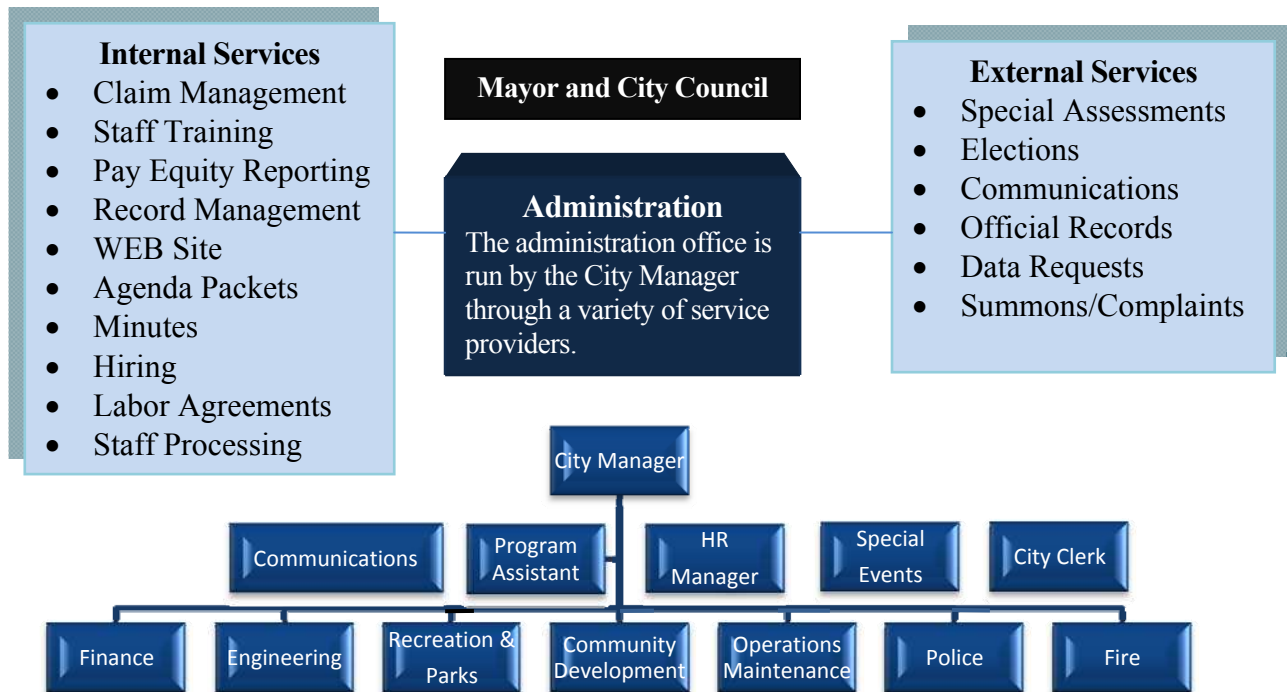 Internal Services
• Claim Management
• Staff Training
• Pay Equity Reporting
• Record Management
• WEB Site
• Agenda Packets
• Minutes
• Hiring
• Labor Agreements
• Staff Processing
Mayor and City Council
Administration
The administration office is
run by the City Manager
through a variety of service
providers.
External Services
• Special Assessments
• Elections
• Communications
• Official Records
• Data Requests
• Summons/Complaints
City Manager
Communications
Program
Assistant
HR
Manager
Special
Events
City Clerk
Finance
Engineering
Recreation &
Parks
Community
Development
Operations
Maintenance
Police
Fire